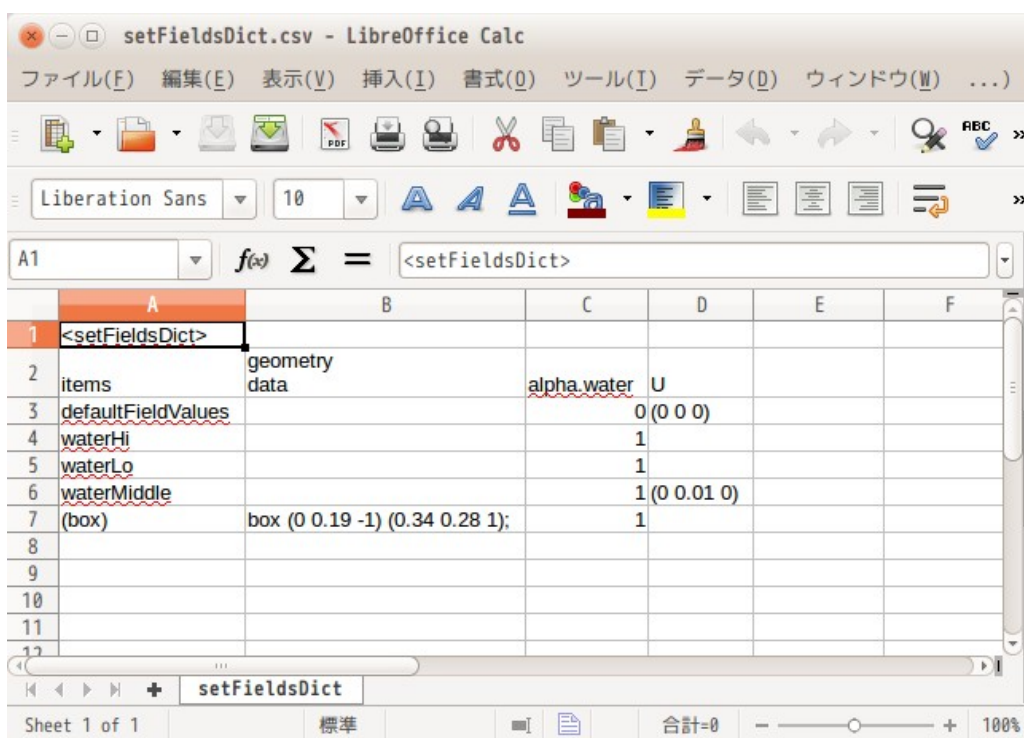 setFieldsDict.csv - LibreOffice Calc
ファイル(F) 編集(E) 表示(V) 挿入(I) 書式(O) ツール(T) データ(D) ウィンドウ(W) ...)
PDF ABC »
Liberation Sans 10 »
A1 f(x) Σ = <setFieldsDict>
A B C D E F
1 <setFieldsDict>
geometry
2 items data alpha.water U
3 defaultFieldValues 0 (0 0 0)
4 waterHi 1
5 waterLo 1
6 waterMiddle 1 (0 0.01 0)
7 (box) box (0 0.19 -1) (0.34 0.28 1); 1
8
9
10
11
12
setFieldsDict
Sheet 1 of 1 標準 合計=0 100%